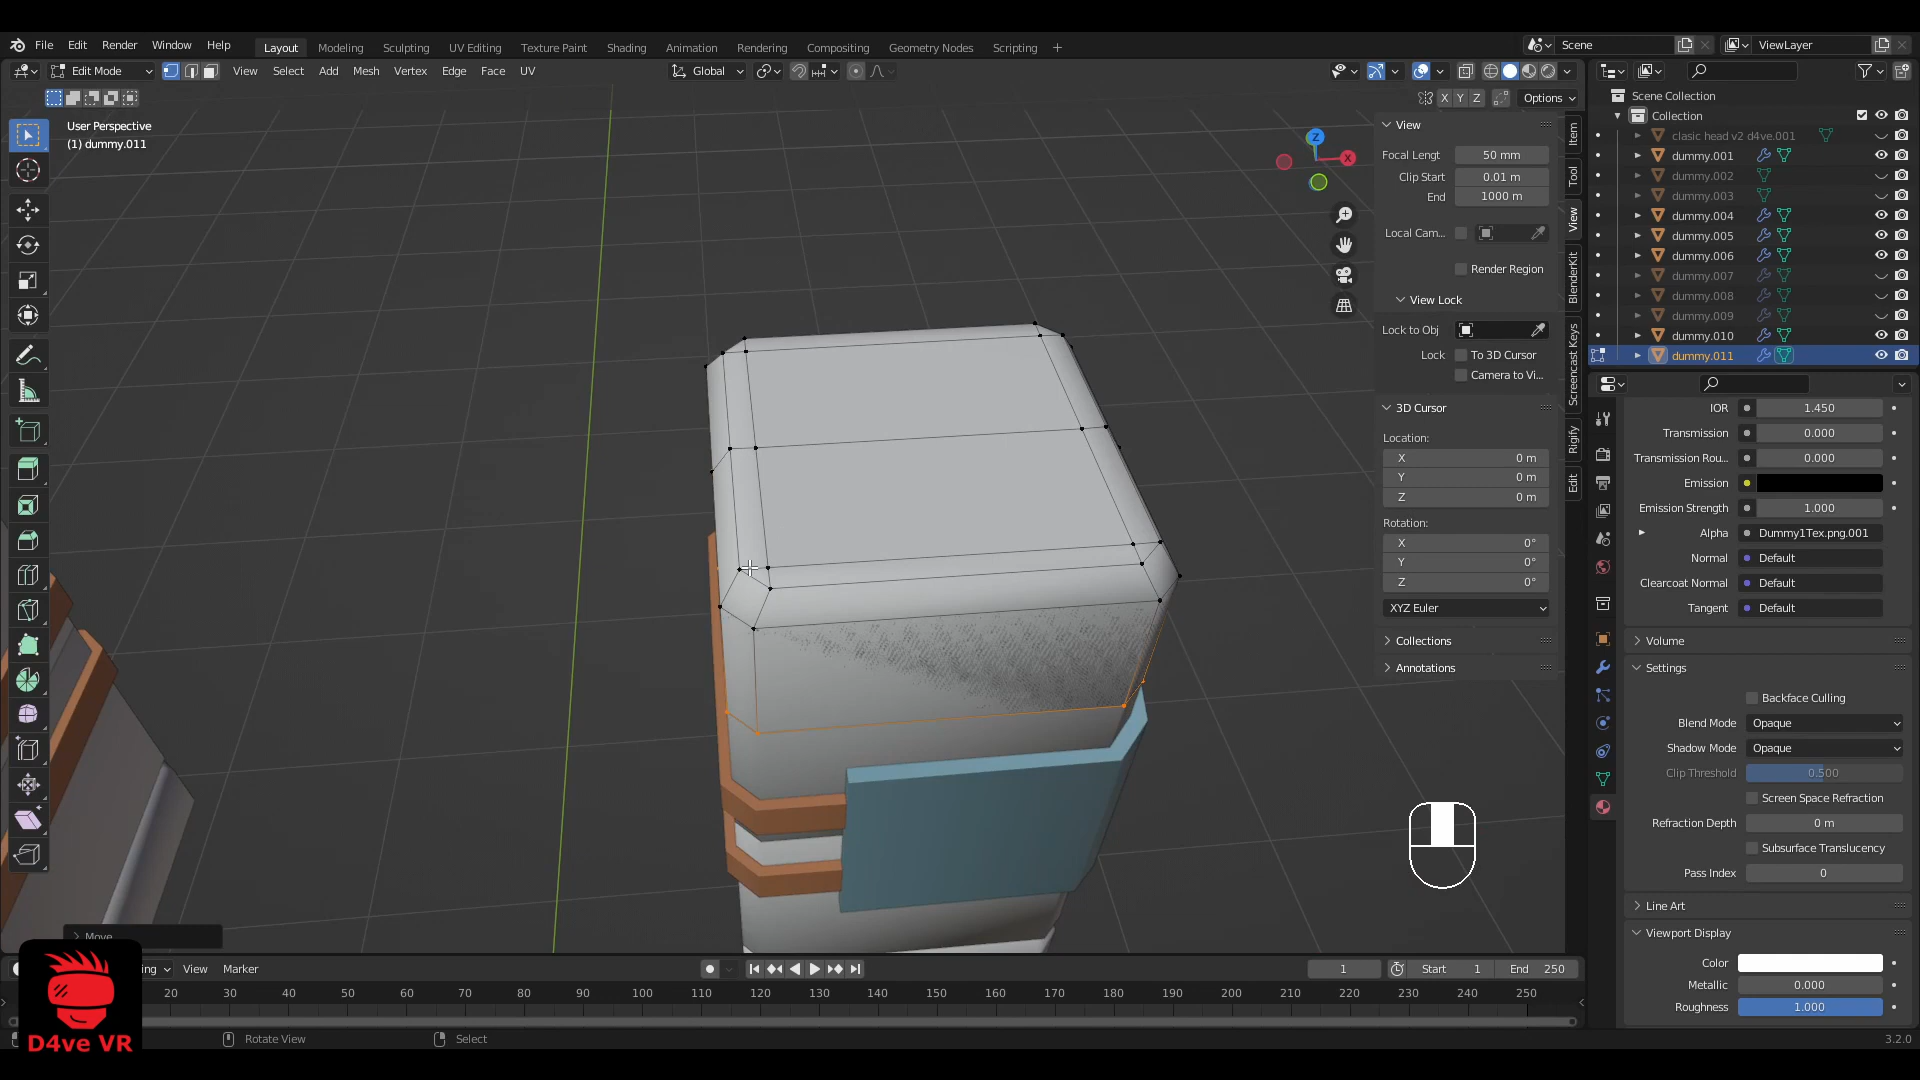 File Edit Render Window Help
Layout Modeling Sculpting UV Editing Texture Paint Shading Animation Rendering Compositing Geometry Nodes Scripting +
Scene
ViewLayer
Edit Mode View Select Add Mesh Vertex Edge Face UV
Global
X Y Z
Options
User Perspective
(1) dummy.011
Z
X
View
Focal Lengt 50 mm
Clip Start 0.01 m
End 1000 m
Local Cam...
Render Region
View Lock
Lock to Obj
Lock To 3D Cursor
Camera to Vi...
3D Cursor
Location:
X 0 m
Y 0 m
Z 0 m
Rotation:
X 0°
Y 0°
Z 0°
XYZ Euler
Collections
Annotations
Item
Tool
View
BlenderKit
Screencast Keys
Rigify
Edit
Scene Collection
Collection
clasic head v2 d4ve.001
dummy.001
dummy.002
dummy.003
dummy.004
dummy.005
dummy.006
dummy.007
dummy.008
dummy.009
dummy.010
dummy.011
IOR 1.450
Transmission 0.000
Transmission Rou... 0.000
Emission
Emission Strength 1.000
Alpha Dummy1Tex.png.001
Normal Default
Clearcoat Normal Default
Tangent Default
Volume
Settings
Backface Culling
Blend Mode Opaque
Shadow Mode Opaque
Clip Threshold 0.500
Screen Space Refraction
Refraction Depth 0 m
Subsurface Translucency
Pass Index 0
Line Art
Viewport Display
Color
Metallic 0.000
Roughness 1.000
Move
View Marker
1 Start 1 End 250
20 30 40 50 60 70 80 90 100 110 120 130 140 150 160 170 180 190 200 210 220 230 240 250
D4ve VR
Rotate View
Select
3.2.0